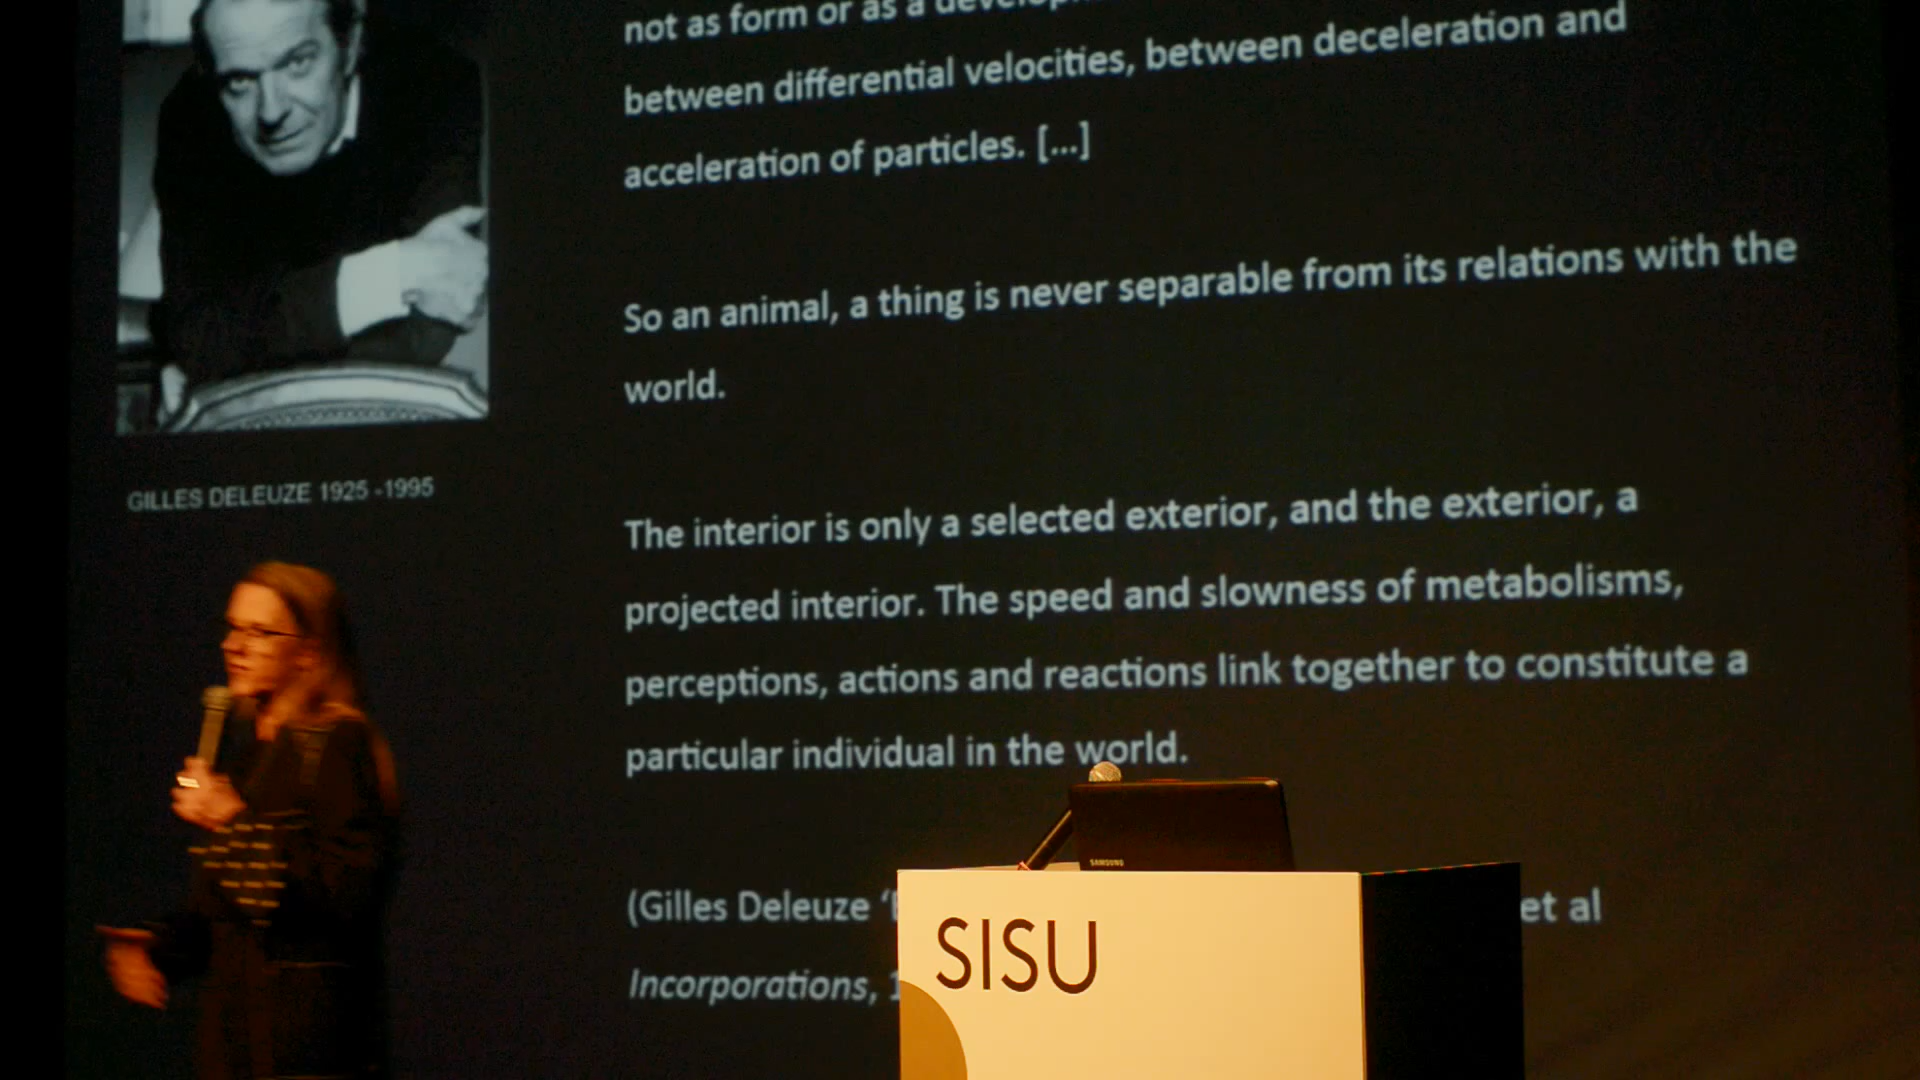 not as form or as a
between differential velocities, between deceleration and
acceleration of particles. [...]
So an animal, a thing is never separable from its relations with the
world.
The interior is only a selected exterior, and the exterior, a
projected interior. The speed and slowness of metabolisms,
perceptions, actions and reactions link together to constitute a
particular individual in the world.
(Gilles Deleuze et al
Incorporations,
GILLES DELEUZE 1925 -1995
SAMSUNG
SISU